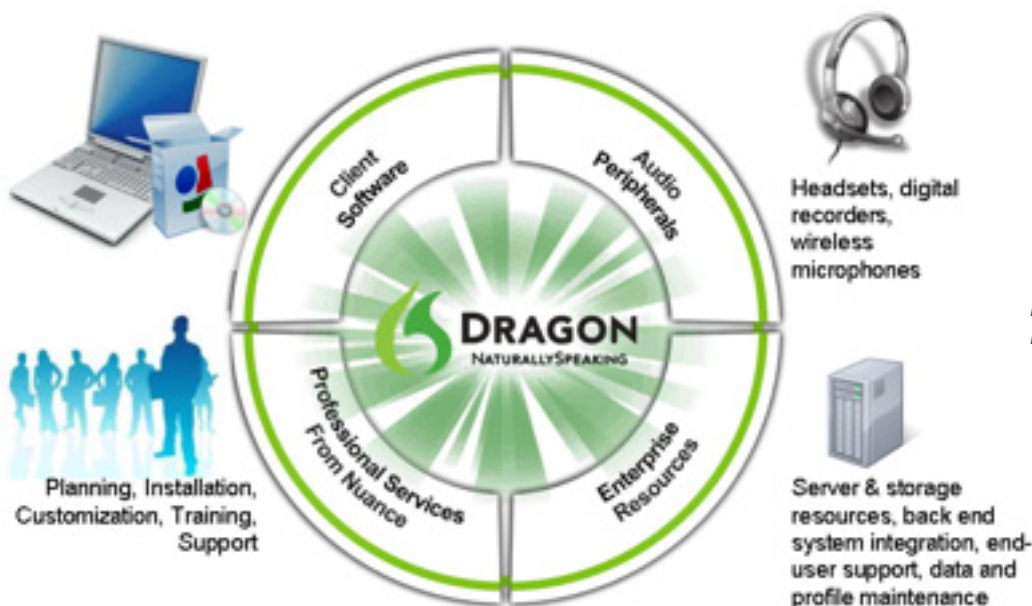 Client
Software
Audio
Peripherals
Headsets, digital
recorders,
wireless
microphones
DRAGON
NATURALLYSPEAKING
Professional Services
From Nuance
Planning, Installation,
Customization, Training,
Support
Enterprise
Resources
Server & storage
resources, back end
system integration, end-
user support, data and
profile maintenance